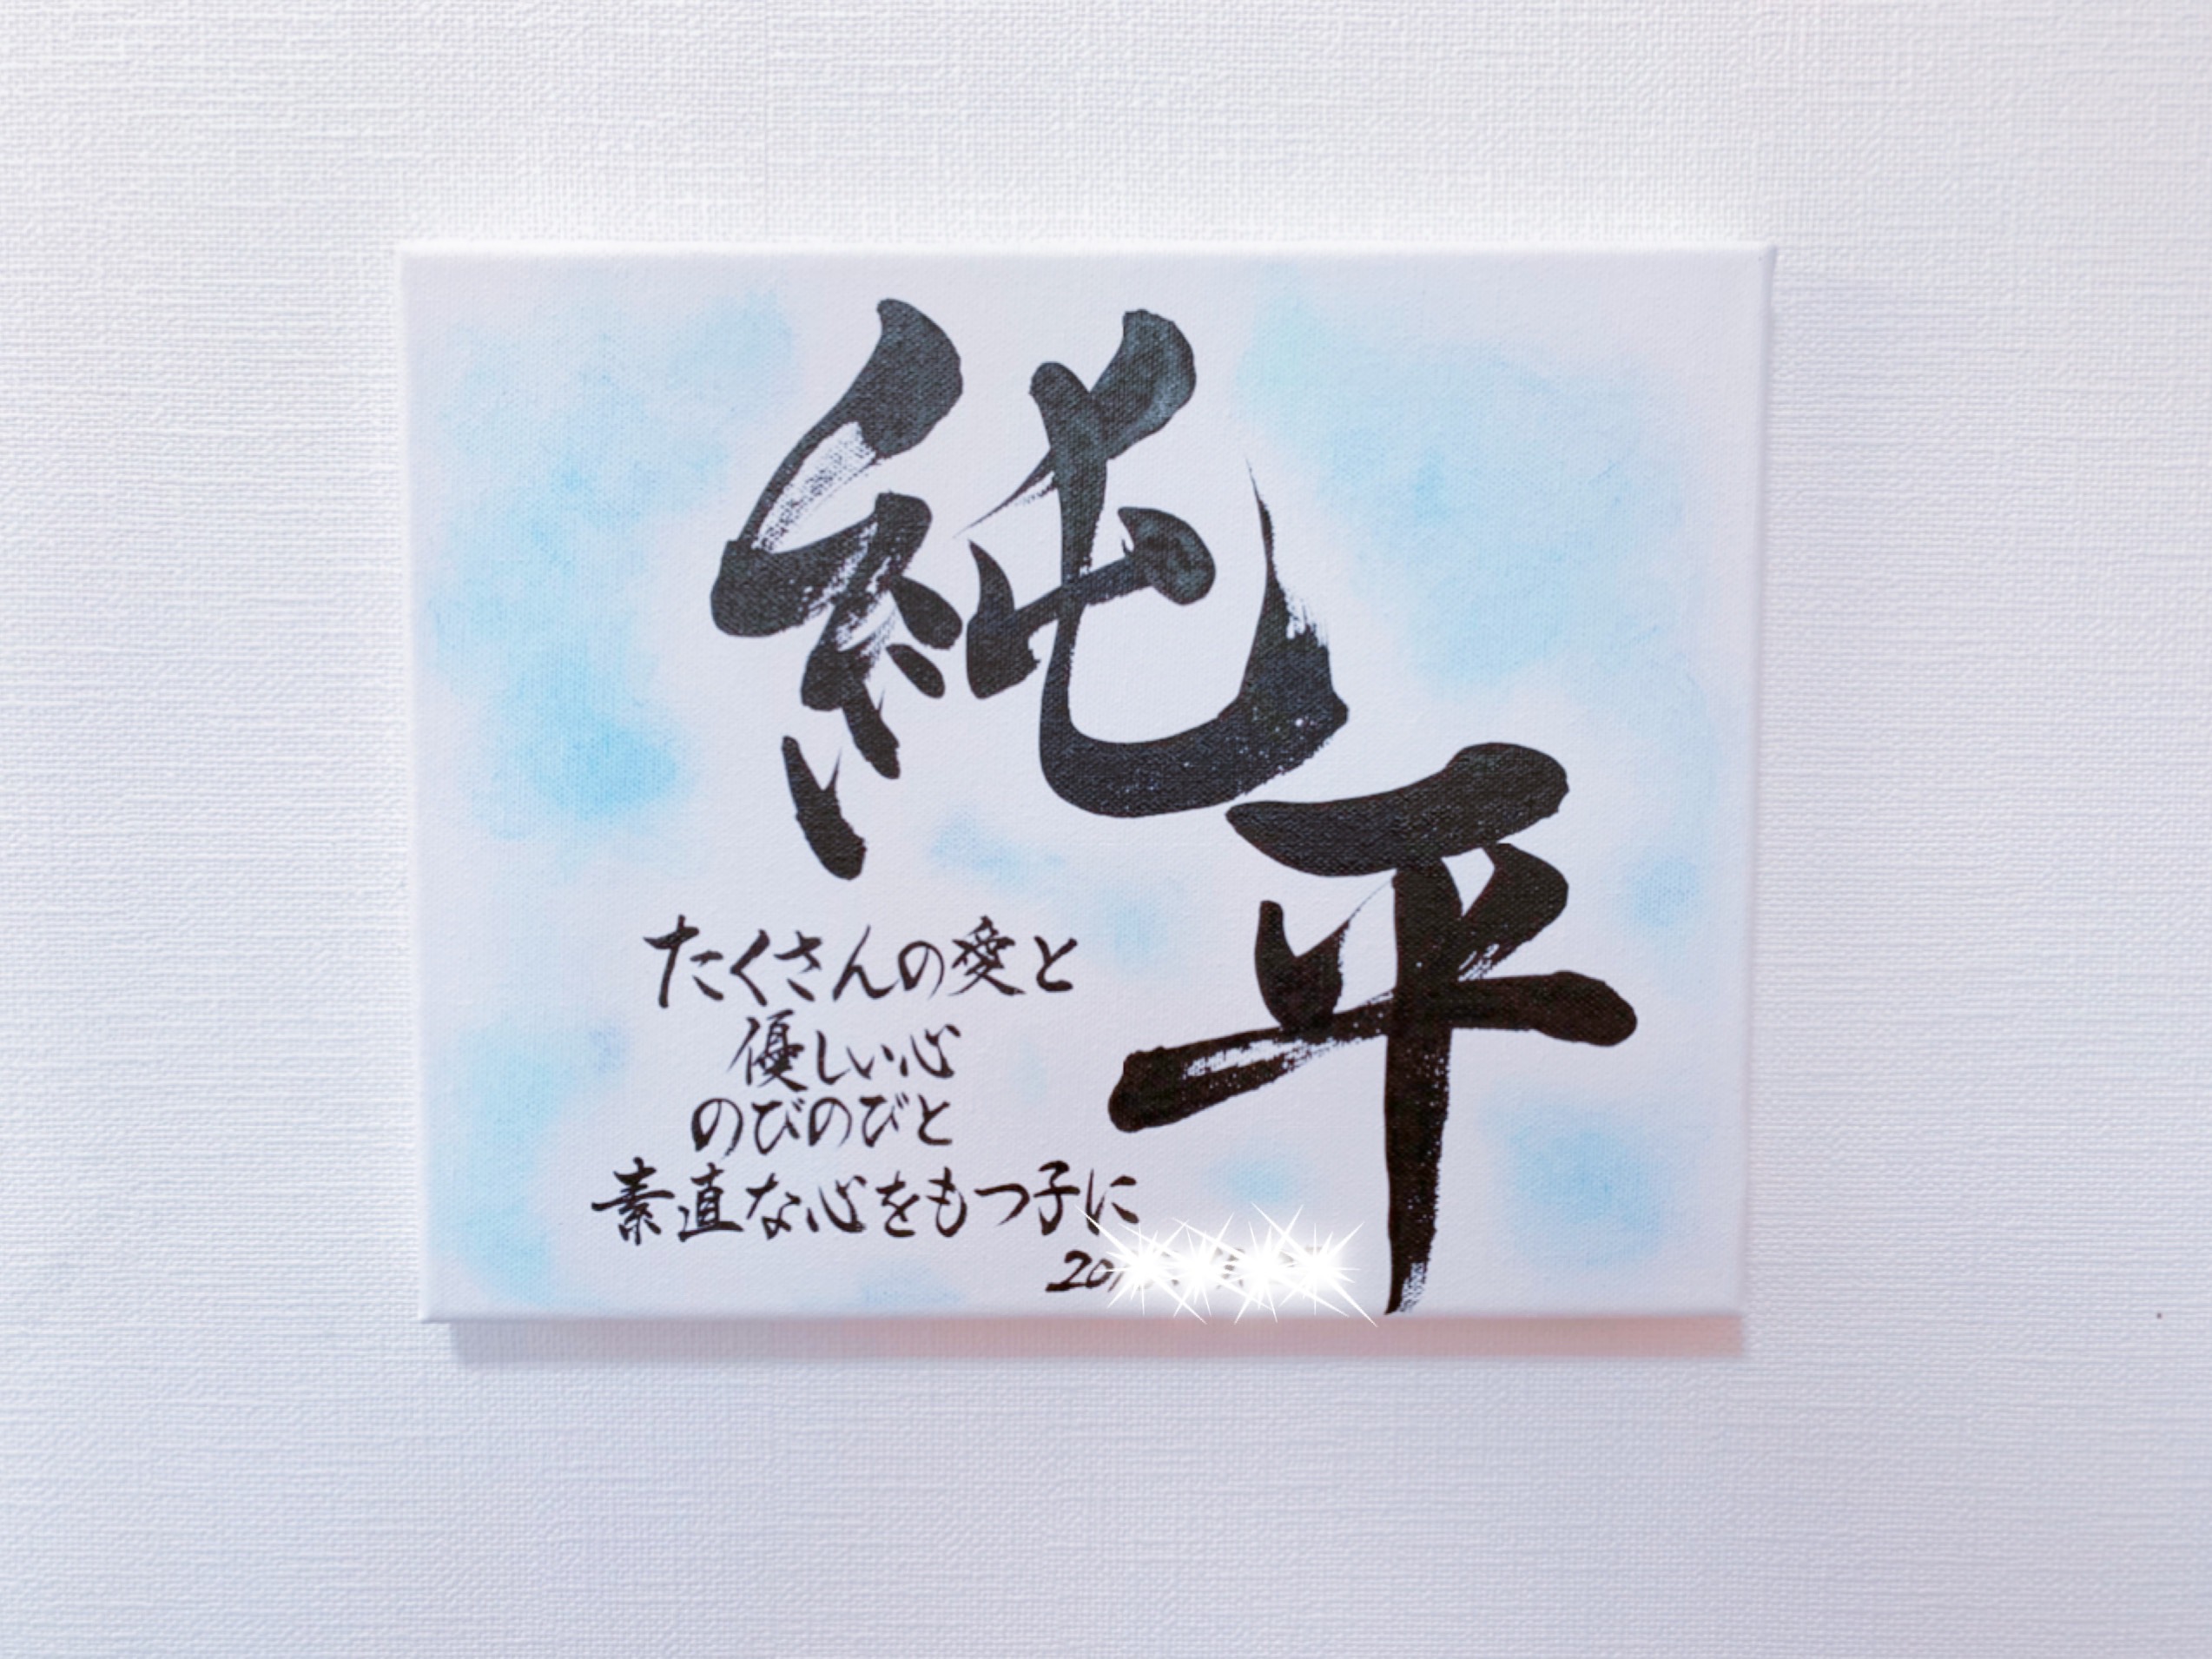 純平
たくさんの愛と
優しい心
のびのびと
素直な心をもつ子に
20